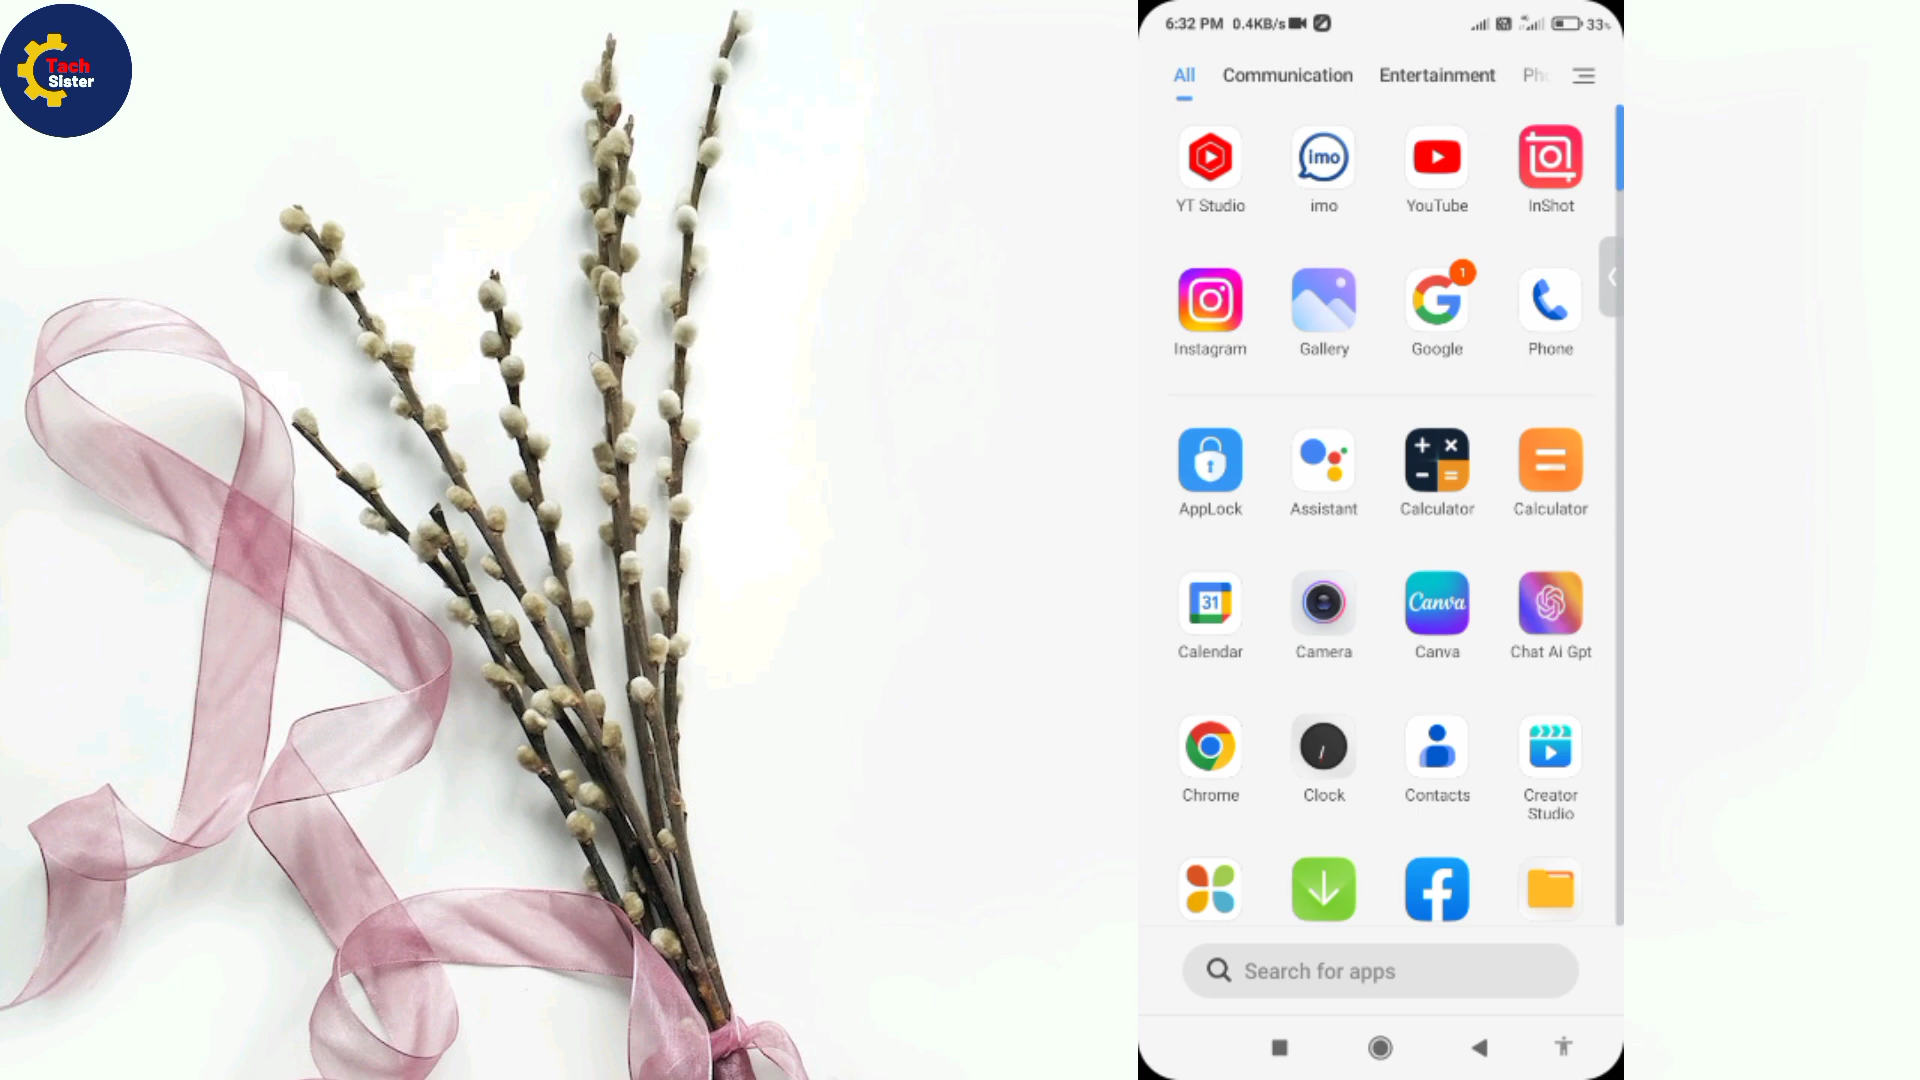 Tach
Sister
6:32 PM 0.4KB/s 33%
All Communication Entertainment
YT Studio imo YouTube InShot
imo
1
Instagram Gallery Google Phone
AppLock Assistant Calculator Calculator
31
Canva
Calendar Camera Canva Chat Ai Gpt
Chrome Clock Contacts Creator
Studio
Search for apps